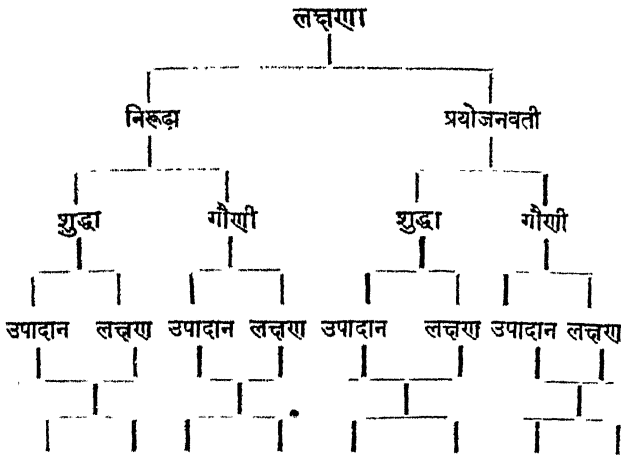 लक्षणा
निरूढ़ा प्रयोजनवती
शुद्धा गौणी शुद्धा गौणी
उपादान लक्षण उपादान लक्षण उपादान लक्षण उपादान लक्षण